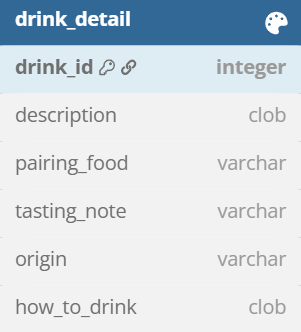 drink_detail
drink_id integer
description clob
pairing_food varchar
tasting_note varchar
origin varchar
how_to_drink clob